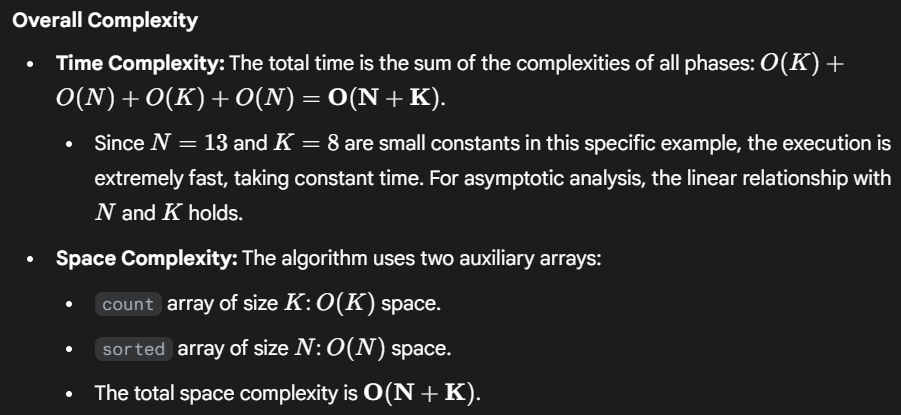 Overall Complexity
• Time Complexity: The total time is the sum of the complexities of all phases: O(K) +
O(N) + O(K) + O(N) = O(N + K).
• Since N = 13 and K = 8 are small constants in this specific example, the execution is
extremely fast, taking constant time. For asymptotic analysis, the linear relationship with
N and K holds.
• Space Complexity: The algorithm uses two auxiliary arrays:
• count array of size K: O(K) space.
• sorted array of size N: O(N) space.
• The total space complexity is O(N + K).